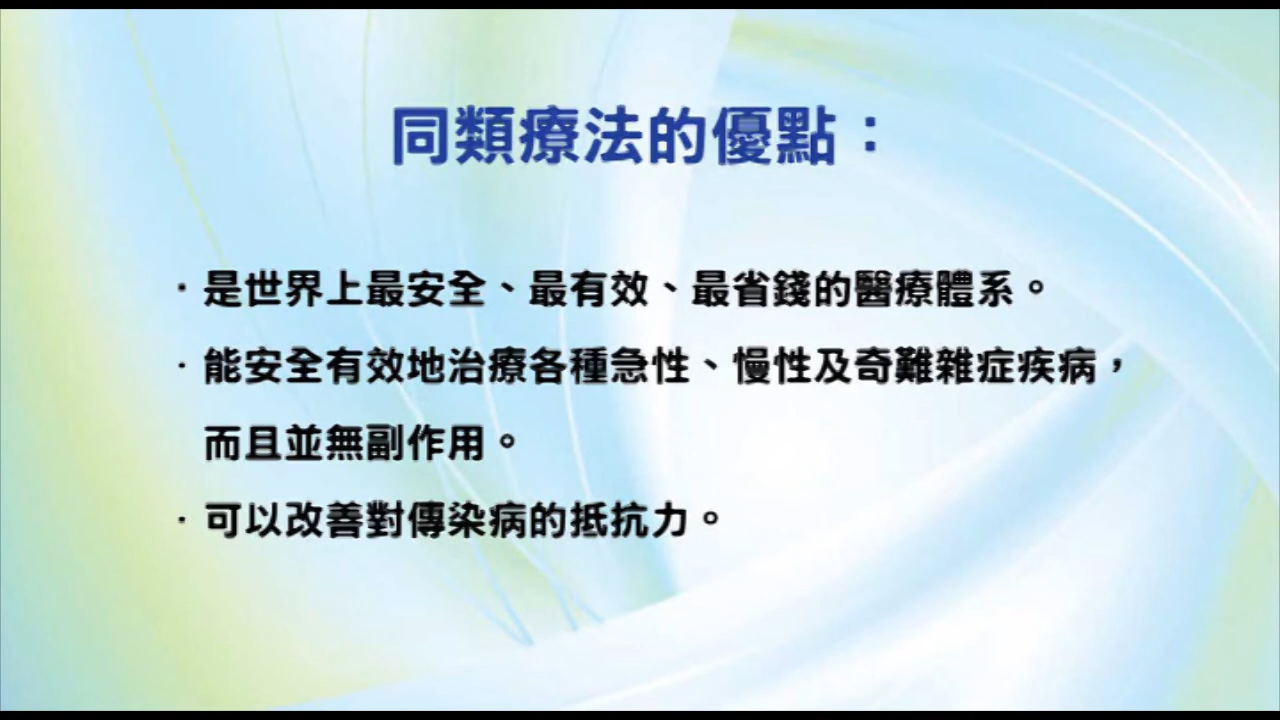 同類療法的優點：
·是世界上最安全、最有效、最省錢的醫療體系。
·能安全有效地治療各種急性、慢性及奇難雜症疾病，
而且並無副作用。
·可以改善對傳染病的抵抗力。